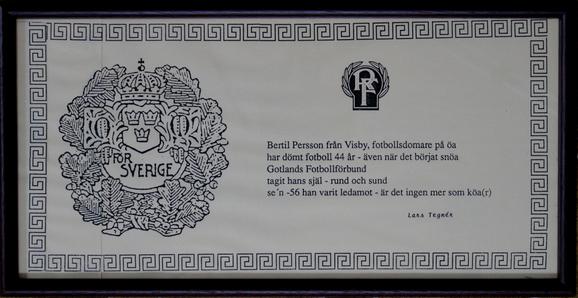 FÖR
SVERIGE
RF
Bertil Persson från Visby, fotbollsdomare på öa
har dömt fotboll 44 år - även när det börjat snöa
Gotlands Fotbollförbund
tagit hans själ - rund och sund
se´n -56 han varit ledamot - är det ingen mer som köa(r)
Lars Tegnér